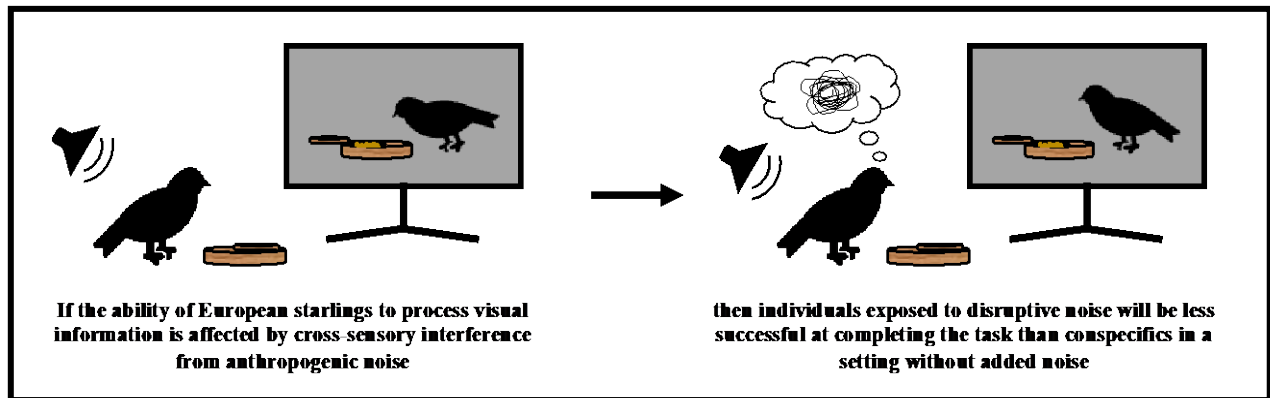 If the ability of European starlings to process visual
information is affected by cross-sensory interference
from anthropogenic noise
then individuals exposed to disruptive noise will be less
successful at completing the task than conspecifics in a
setting without added noise